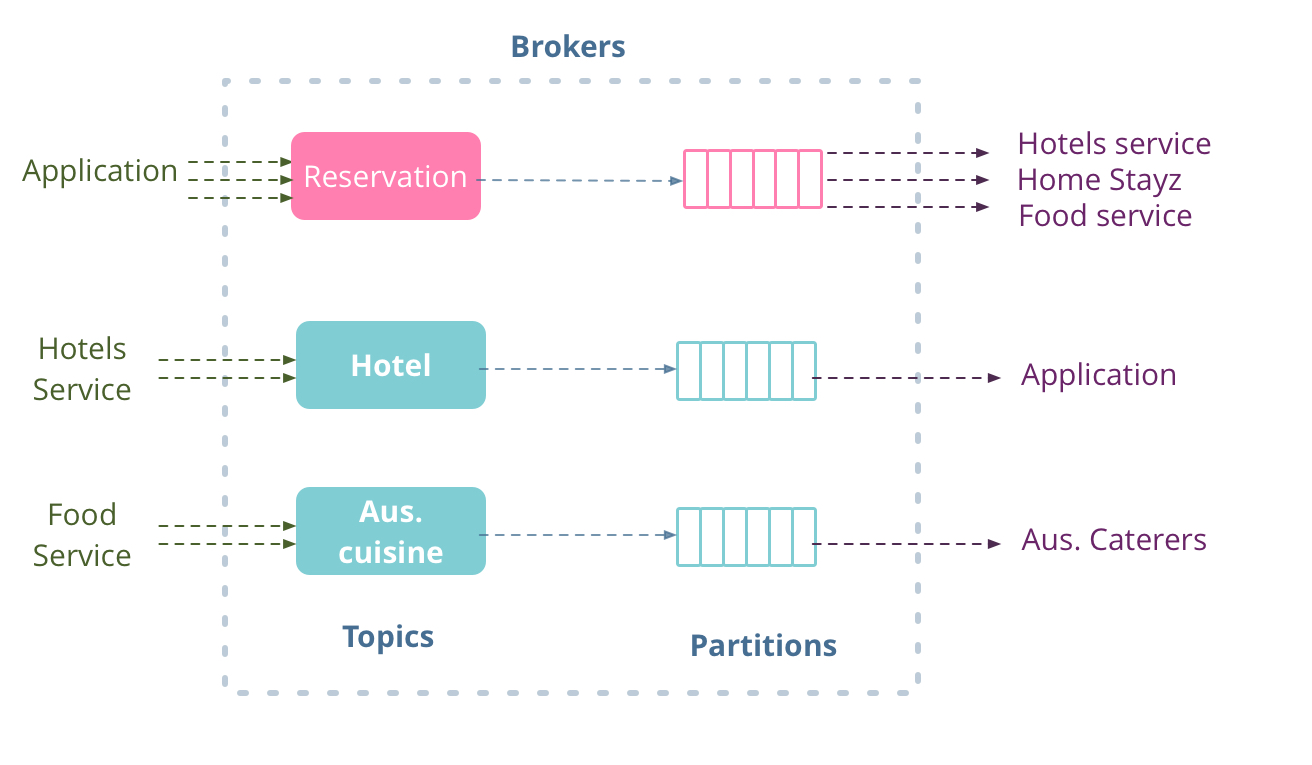 Brokers
Application
Reservation
Hotels service
Home Stayz
Food service
Hotels
Service
Hotel
Application
Food
Service
Aus.
cuisine
Aus. Caterers
Topics
Partitions